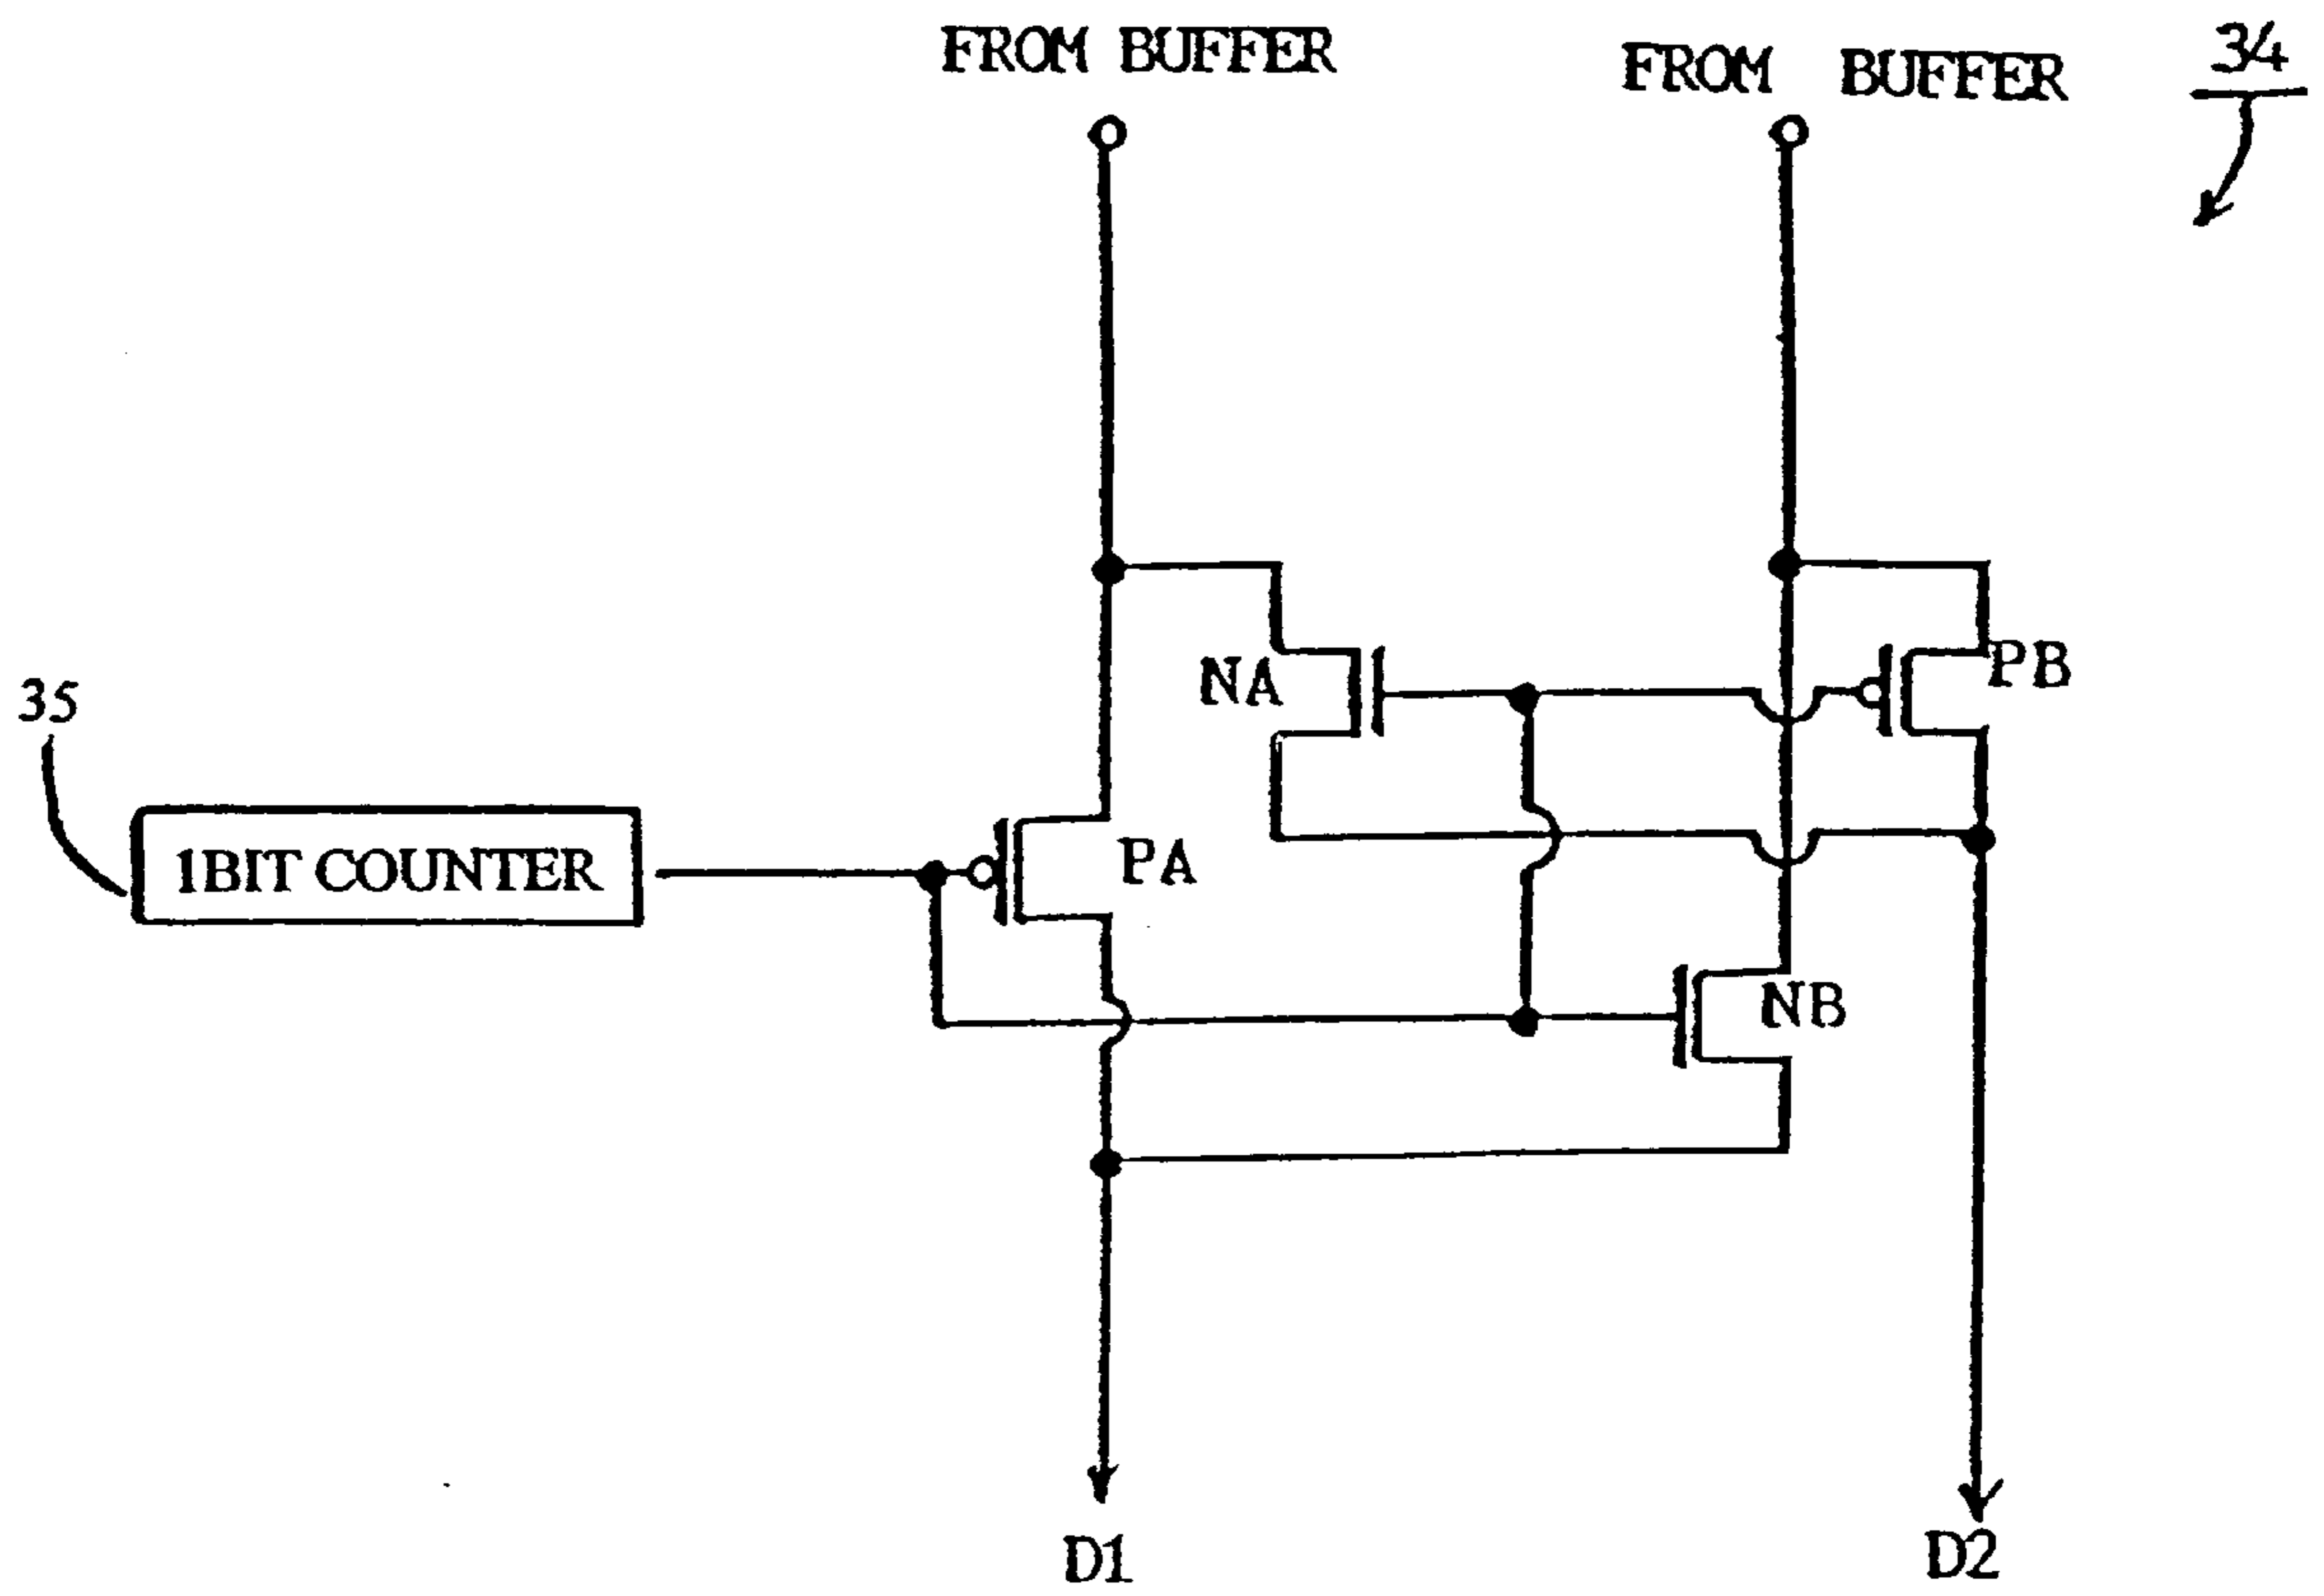 FROM BUFFER
FROM BUFFER
34
NA
PB
35
1BIT COUNTER
PA
NB
D1
D2